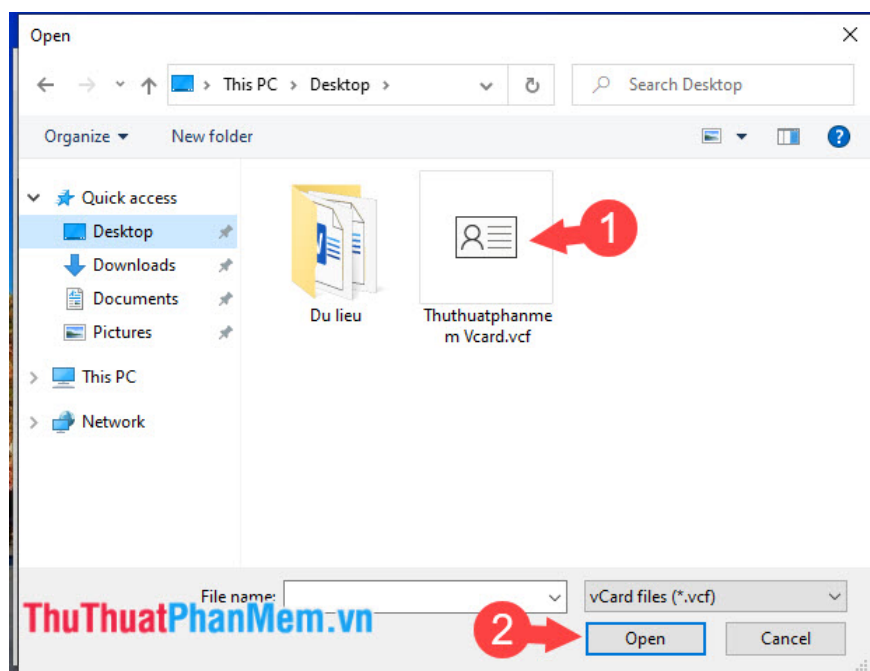 Open
This PC > Desktop >
Search Desktop
Organize
New folder
?
Quick access
Desktop
Downloads
Documents
Pictures
This PC
Network
Du lieu
Thuthuatphanme
m Vcard.vcf
1
File name:
vCard files (*.vcf)
ThuThuatPhanMem.vn
2
Open
Cancel